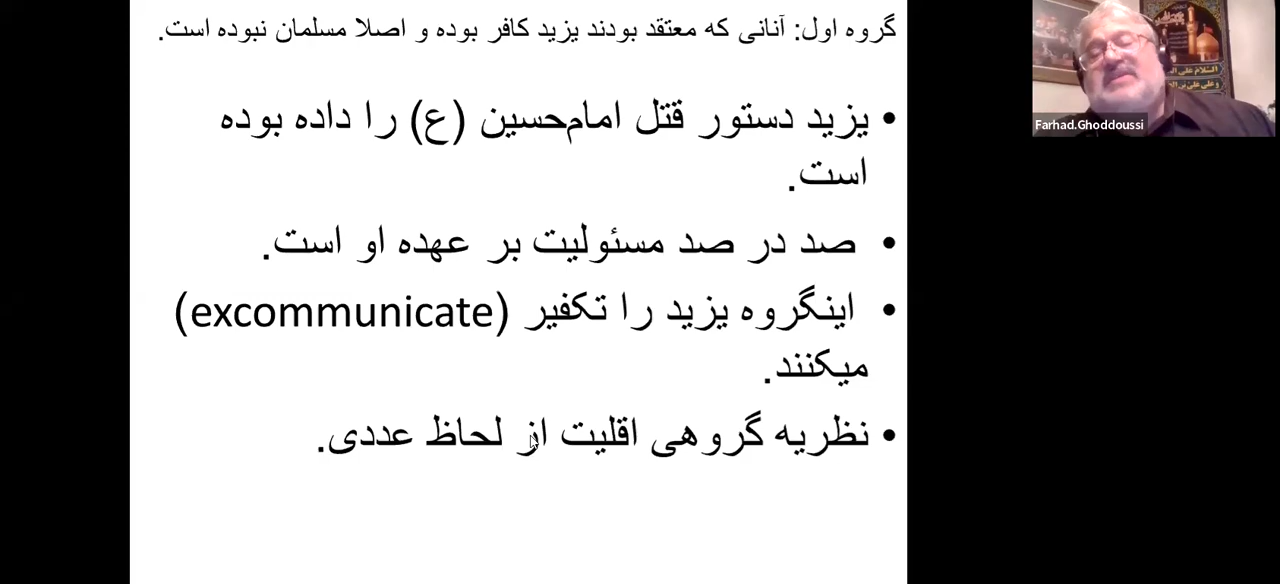 گروه اول: آنانی که معتقد بودند یزید کافر بوده و اصلا مسلمان نبوده است.
• یزید دستور قتل امام‌حسین (ع) را داده بوده
است.
• صد در صد مسئولیت بر عهده او است.
• اینگروه یزید را تکفیر (excommunicate)
میکنند.
• نظریه گروهی اقلیت از لحاظ عددی.
Farhad.Ghoddoussi
السلام علی